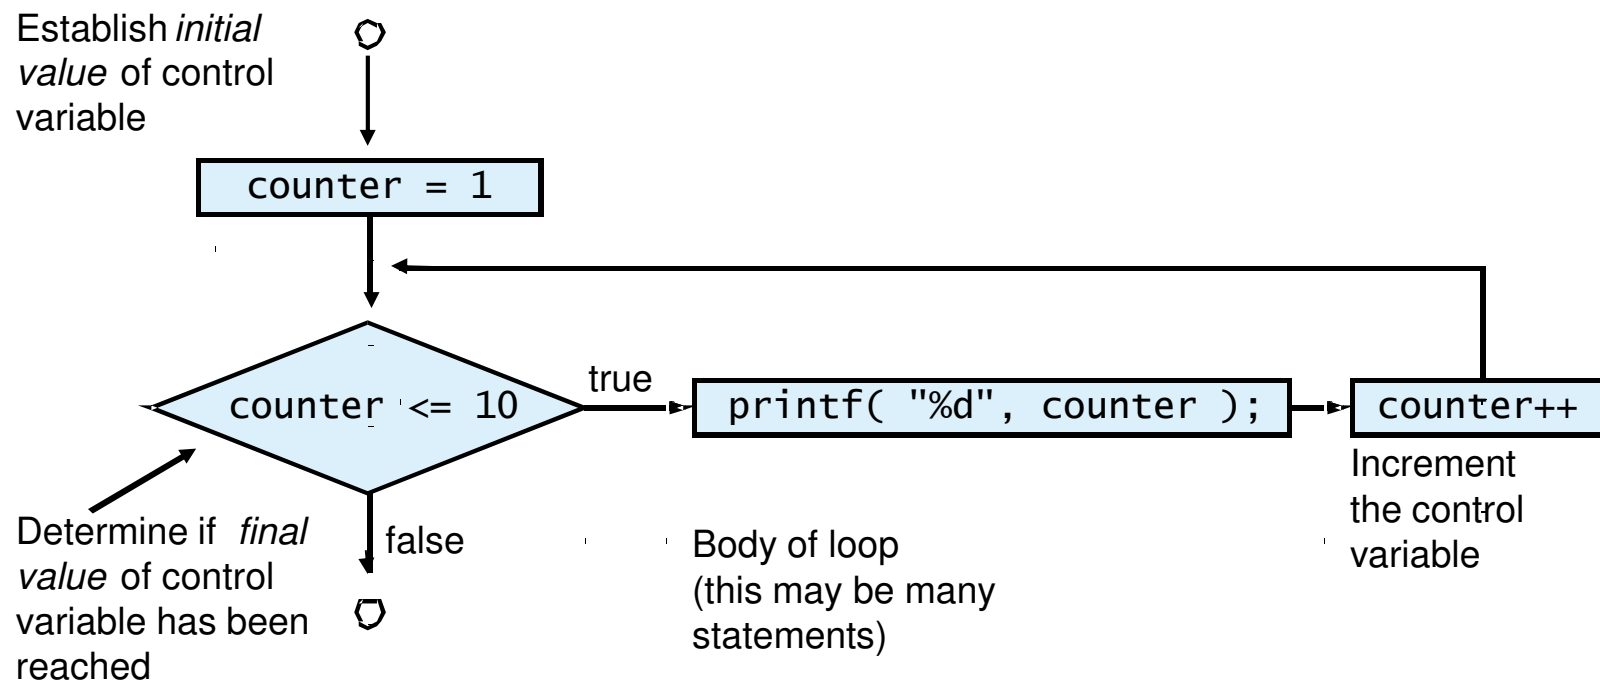 Establish initial
value of control
variable
counter = 1
counter <= 10
true
printf( "%d", counter );
counter++
Increment
the control
variable
Determine if final
value of control
variable has been
reached
false
Body of loop
(this may be many
statements)